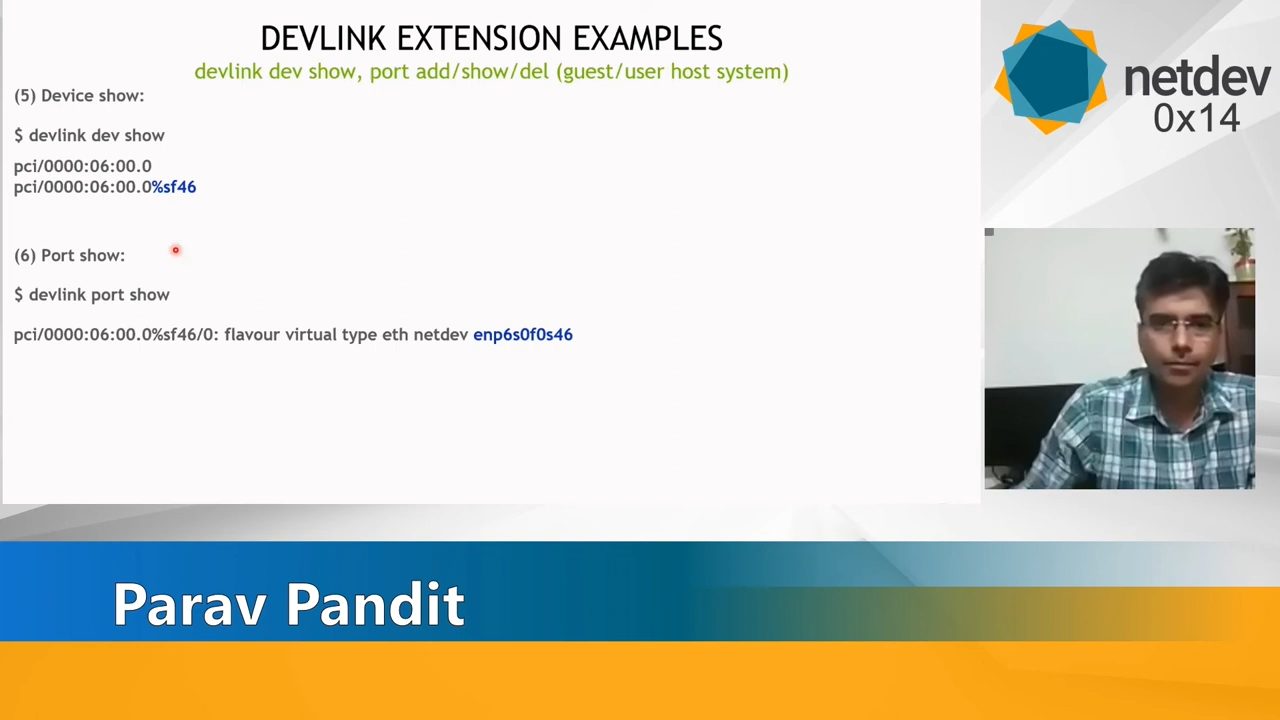 DEVLINK EXTENSION EXAMPLES
devlink dev show, port add/show/del (guest/user host system)
(5) Device show:
$ devlink dev show
pci/0000:06:00.0
pci/0000:06:00.0%sf46
(6) Port show:
$ devlink port show
pci/0000:06:00.0%sf46/0: flavour virtual type eth netdev enp6s0f0s46
netdev
0x14
Parav Pandit